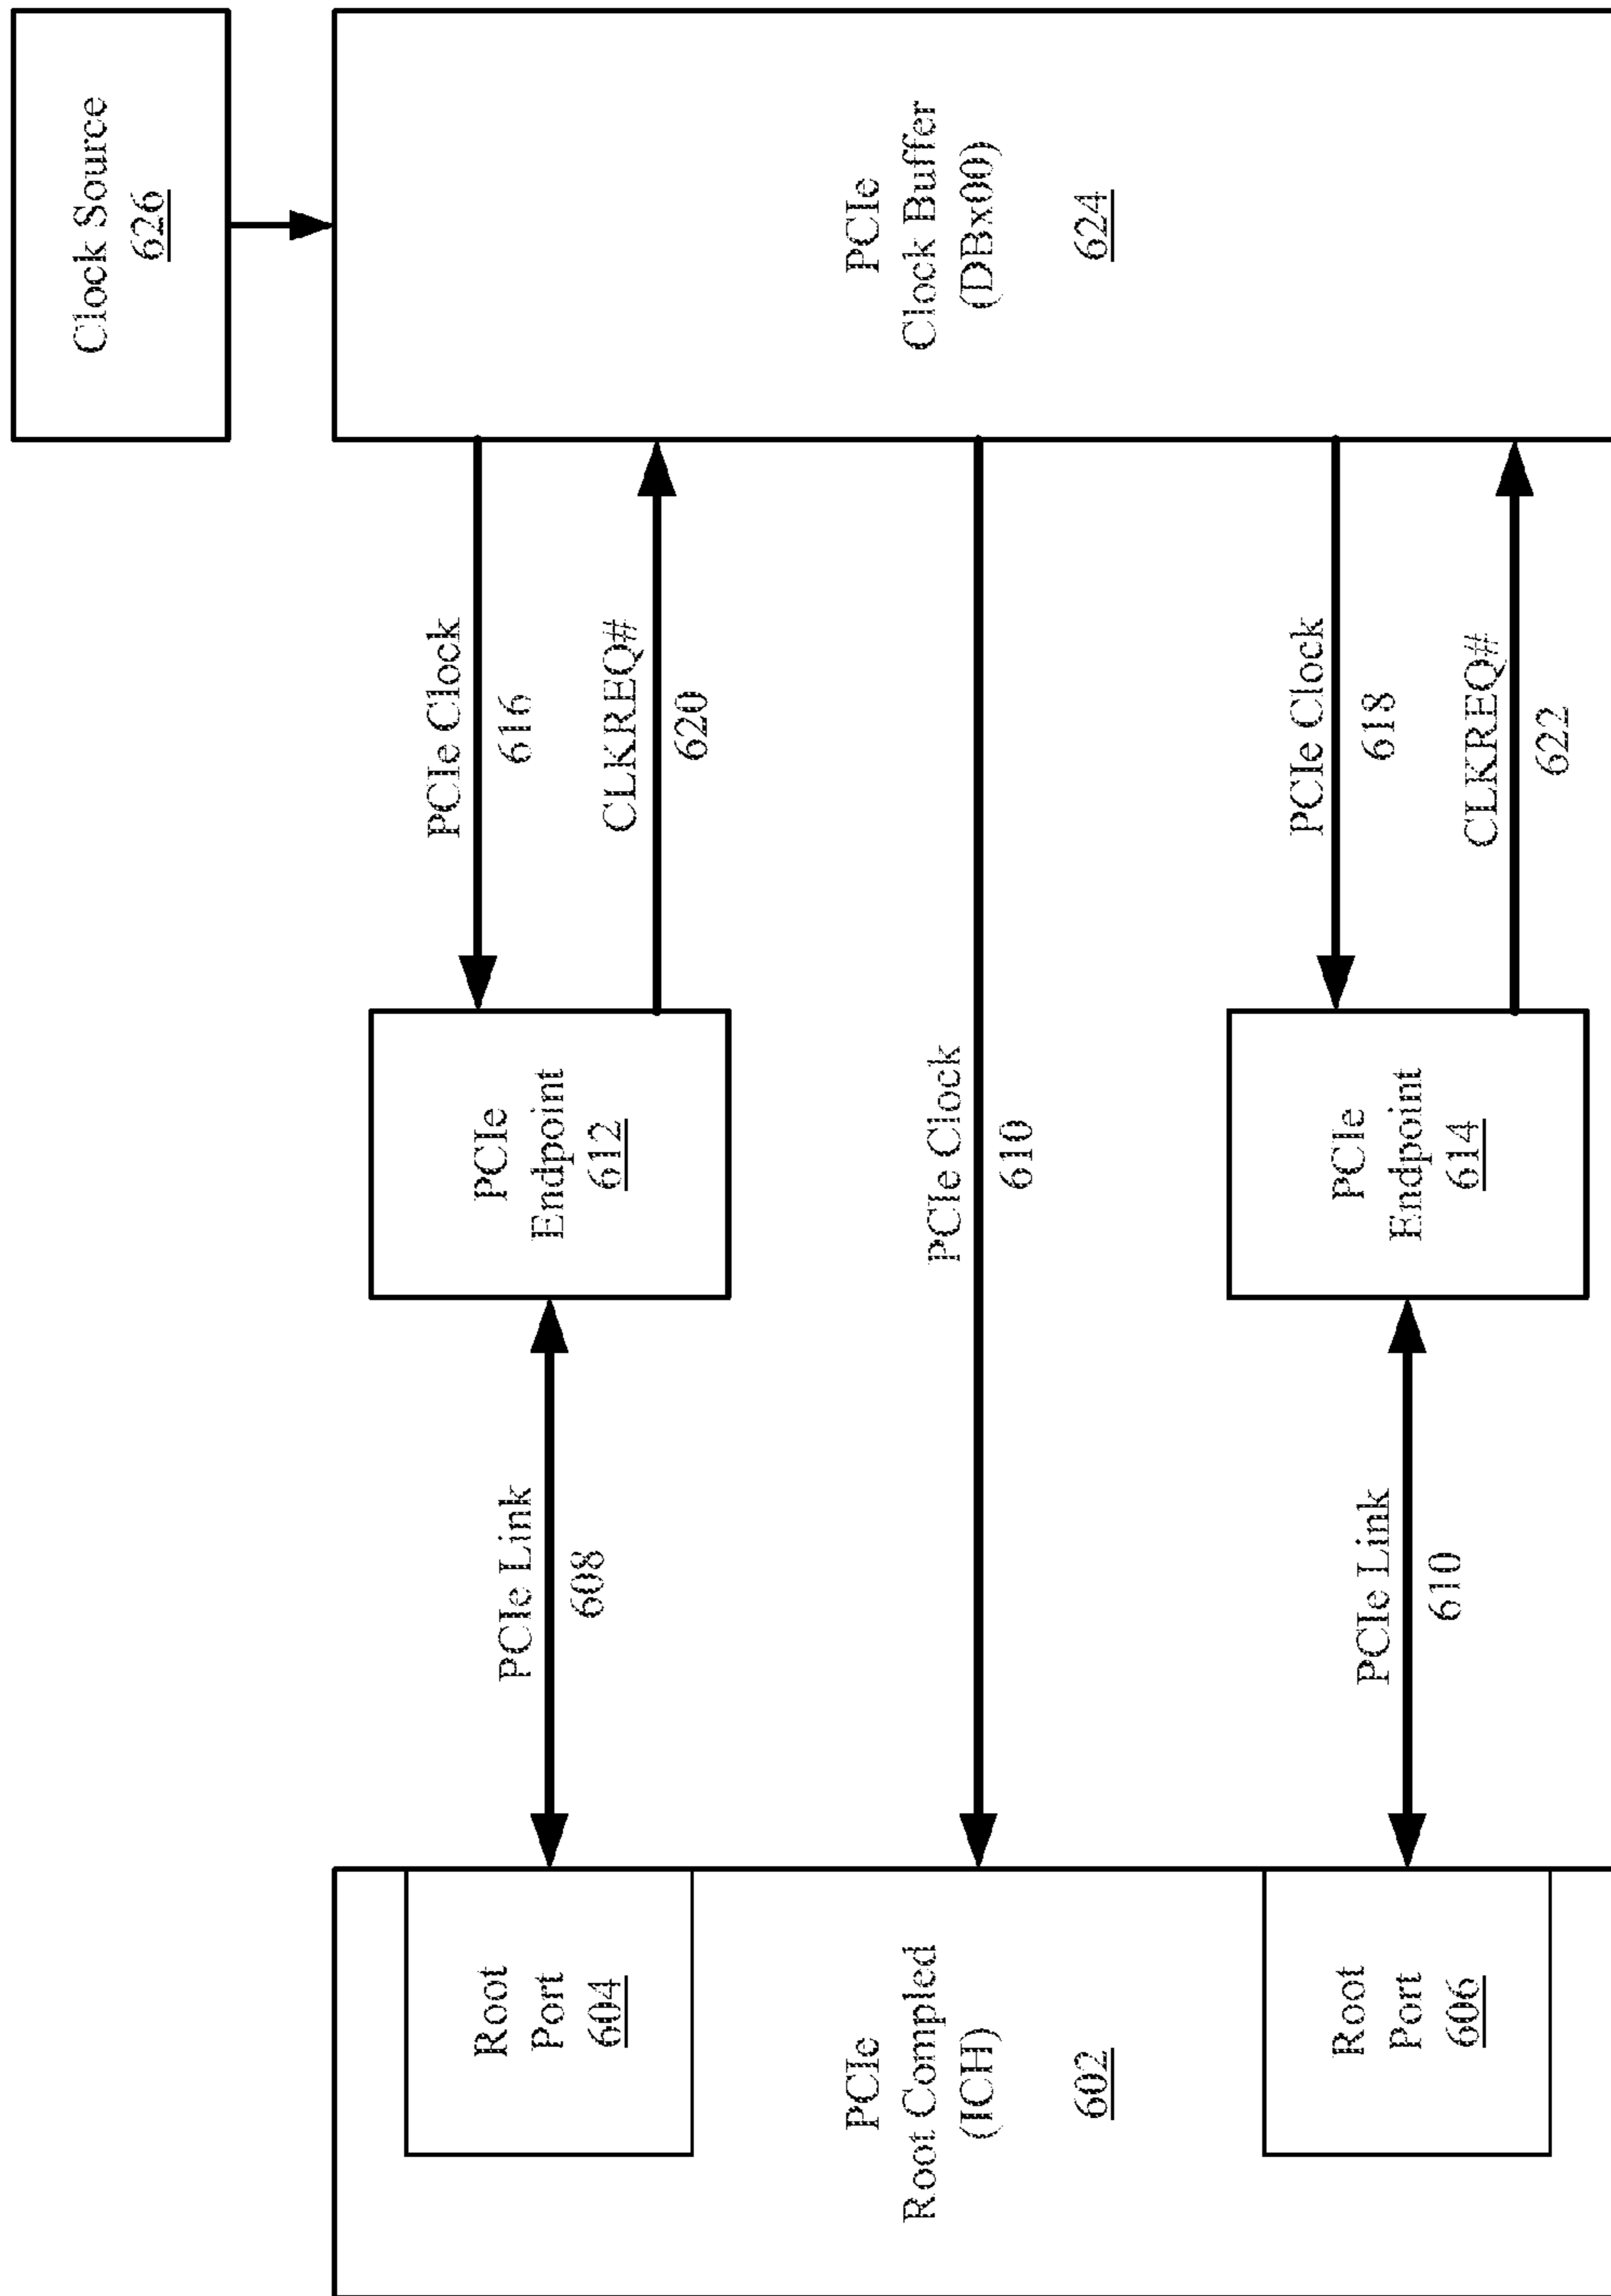 Clock Source
626
PCIe
Clock Buffer
(DBx00)
624
PCIe Clock
616
CLKREQ#
620
PCIe Clock
618
CLKREQ#
622
PCIe
Endpoint
612
PCIe Clock
610
PCIe
Endpoint
614
PCIe Link
608
PCIe Link
610
Root
Port
604
PCIe
Root Compled
(ICH)
602
Root
Port
606